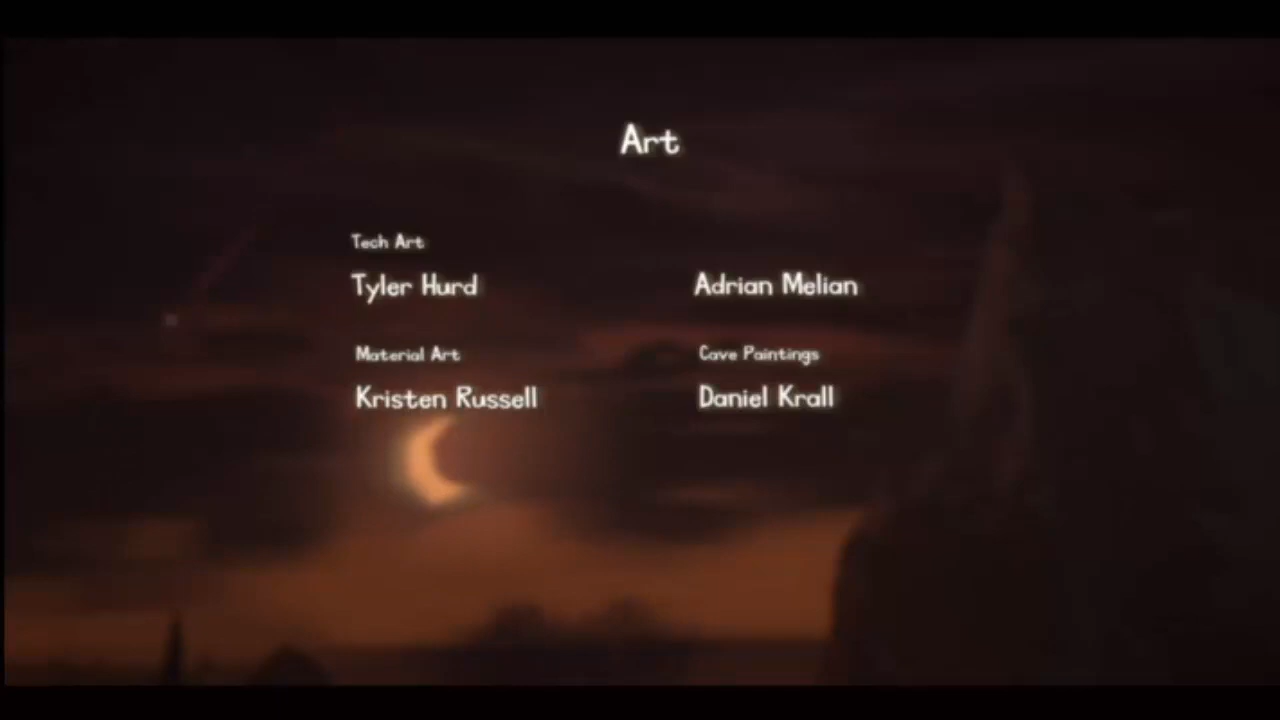 Art
Tech Art
Tyler Hurd
Adrian Melian
Material Art
Cave Paintings
Kristen Russell
Daniel Krall